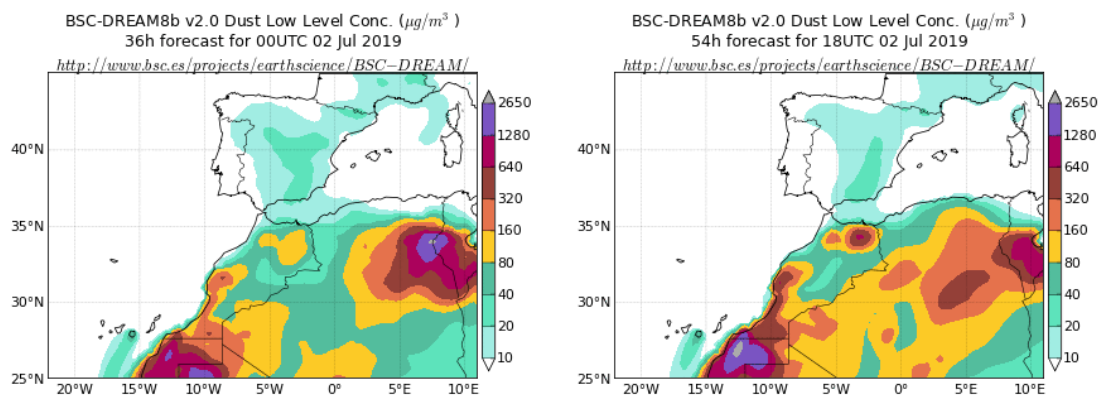 BSC-DREAM8b v2.0 Dust Low Level Conc. (μg/m³ )
36h forecast for 00UTC 02 Jul 2019
http://www.bsc.es/projects/earthscience/BSC−DREAM/
40°N
35°N
30°N
25°N
20°W
15°W
10°W
5°W
0°
5°E
10°E
2650
1280
640
320
160
80
40
20
10
BSC-DREAM8b v2.0 Dust Low Level Conc. (μg/m³ )
54h forecast for 18UTC 02 Jul 2019
http://www.bsc.es/projects/earthscience/BSC−DREAM/
40°N
35°N
30°N
25°N
20°W
15°W
10°W
5°W
0°
5°E
10°E
2650
1280
640
320
160
80
40
20
10